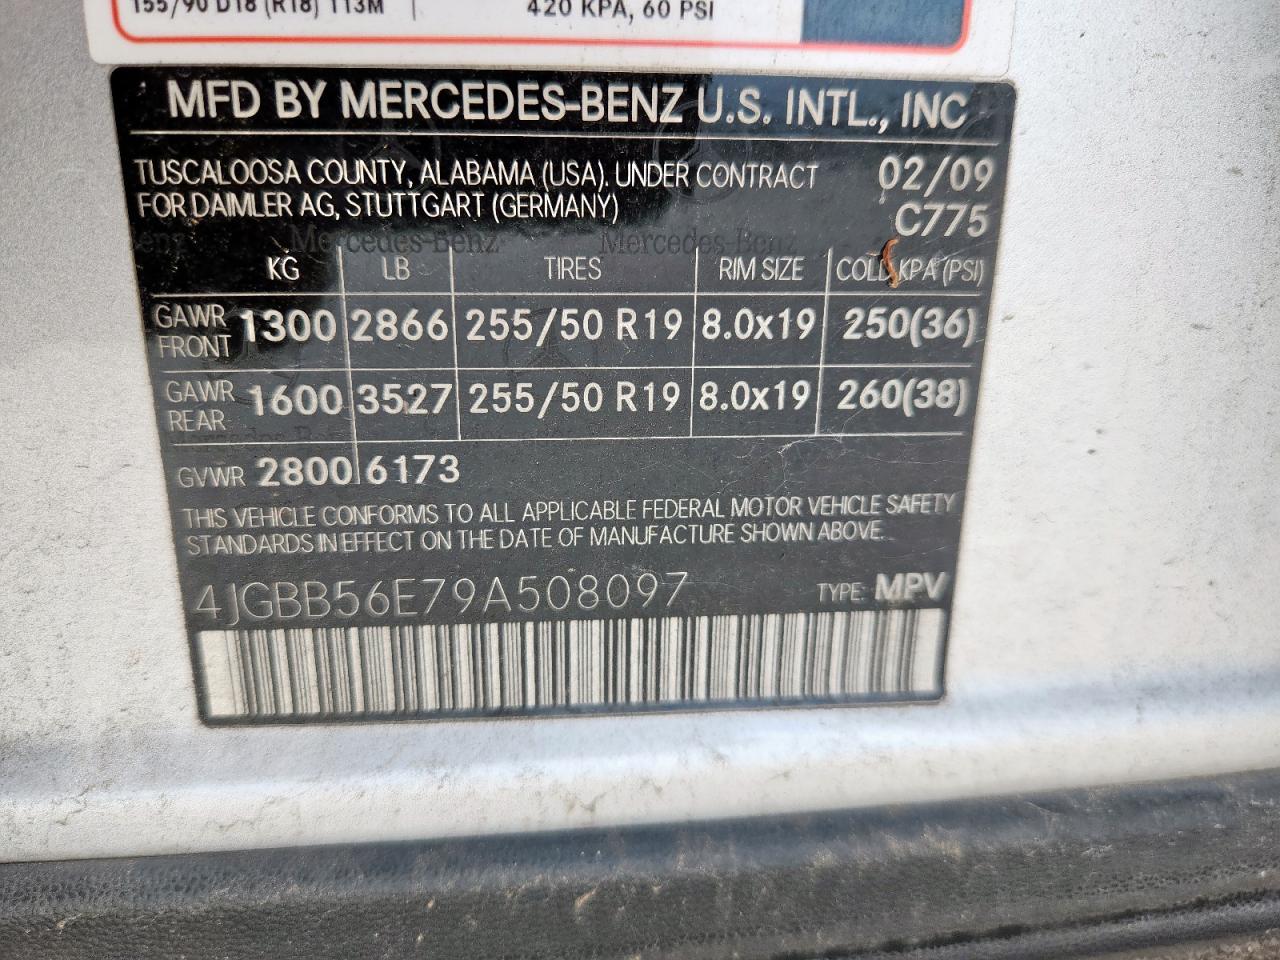 155/90 D18 (R18) 113M 420 KPA, 60 PSI
MFD BY MERCEDES-BENZ U.S. INTL., INC
TUSCALOOSA COUNTY, ALABAMA (USA). UNDER CONTRACT 02/09
FOR DAIMLER AG, STUTTGART (GERMANY) C775
Mercedes-Benz Mercedes-Benz
KG LB TIRES RIM SIZE COLD KPA (PSI)
GAWR FRONT 1300 2866 255/50 R19 8.0x19 250(36)
GAWR REAR 1600 3527 255/50 R19 8.0x19 260(38)
GVWR 2800 6173
THIS VEHICLE CONFORMS TO ALL APPLICABLE FEDERAL MOTOR VEHICLE SAFETY
STANDARDS IN EFFECT ON THE DATE OF MANUFACTURE SHOWN ABOVE.
4JGBB56E79A508097 TYPE: MPV